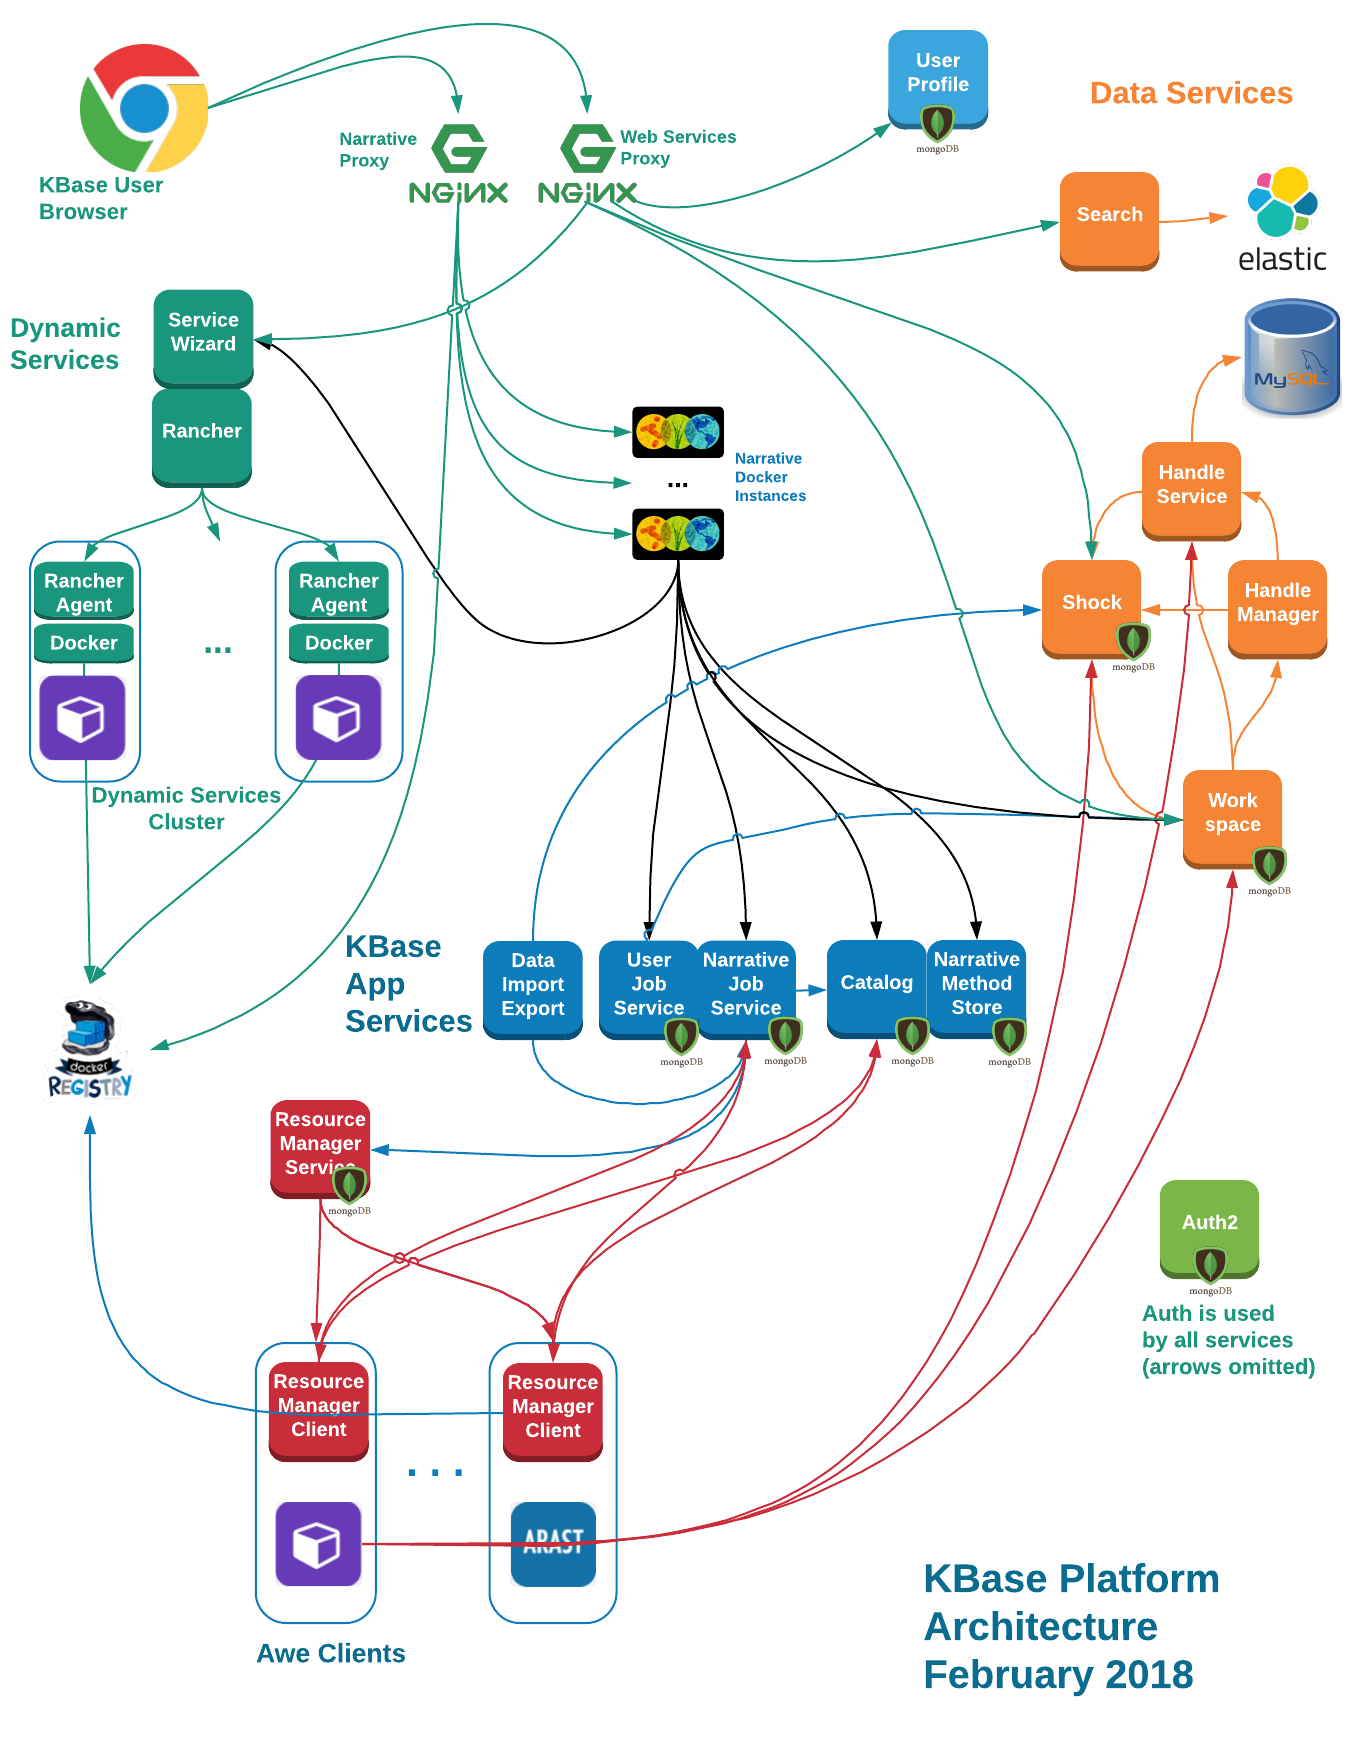 User
Profile
mongoDB
Data Services
Narrative
Proxy
NGiNX
Web Services
Proxy
NGiNX
KBase User
Browser
Search
elastic
Dynamic
Services
Service
Wizard
Rancher
MySQL
Narrative
Docker
Instances
...
Handle
Service
Rancher
Agent
Docker
...
Rancher
Agent
Docker
Shock
mongoDB
Handle
Manager
Dynamic Services
Cluster
Work
space
mongoDB
KBase
App
Services
Data
Import
Export
User
Job
Service
mongoDB
Narrative
Job
Service
mongoDB
Catalog
mongoDB
Narrative
Method
Store
mongoDB
docker
REGISTRY
Resource
Manager
Service
mongoDB
Auth2
mongoDB
Auth is used
by all services
(arrows omitted)
Resource
Manager
Client
. . .
Resource
Manager
Client
ARAST
Awe Clients
KBase Platform
Architecture
February 2018